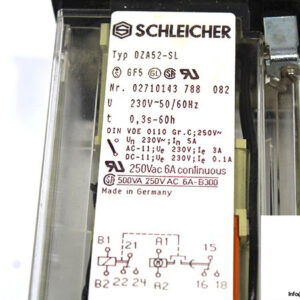 SCHLEICHER
Typ DZA52-SL
GF5 GL
Nr. 02710143 788 082
U 230V~50/60Hz
t 0,3s-60h
DIN VDE 0110 Gr.C;250V~
Un 230V~; In 5A
AC-11;Ue 230V;Ie 3A
DC-11;Ue 230V;Ie 0.1A
250Vac 6A continuous
500VA 250V AC 6A-B300
Made in Germany
B1 21 A1 15
B2 22 24 A2 16 18